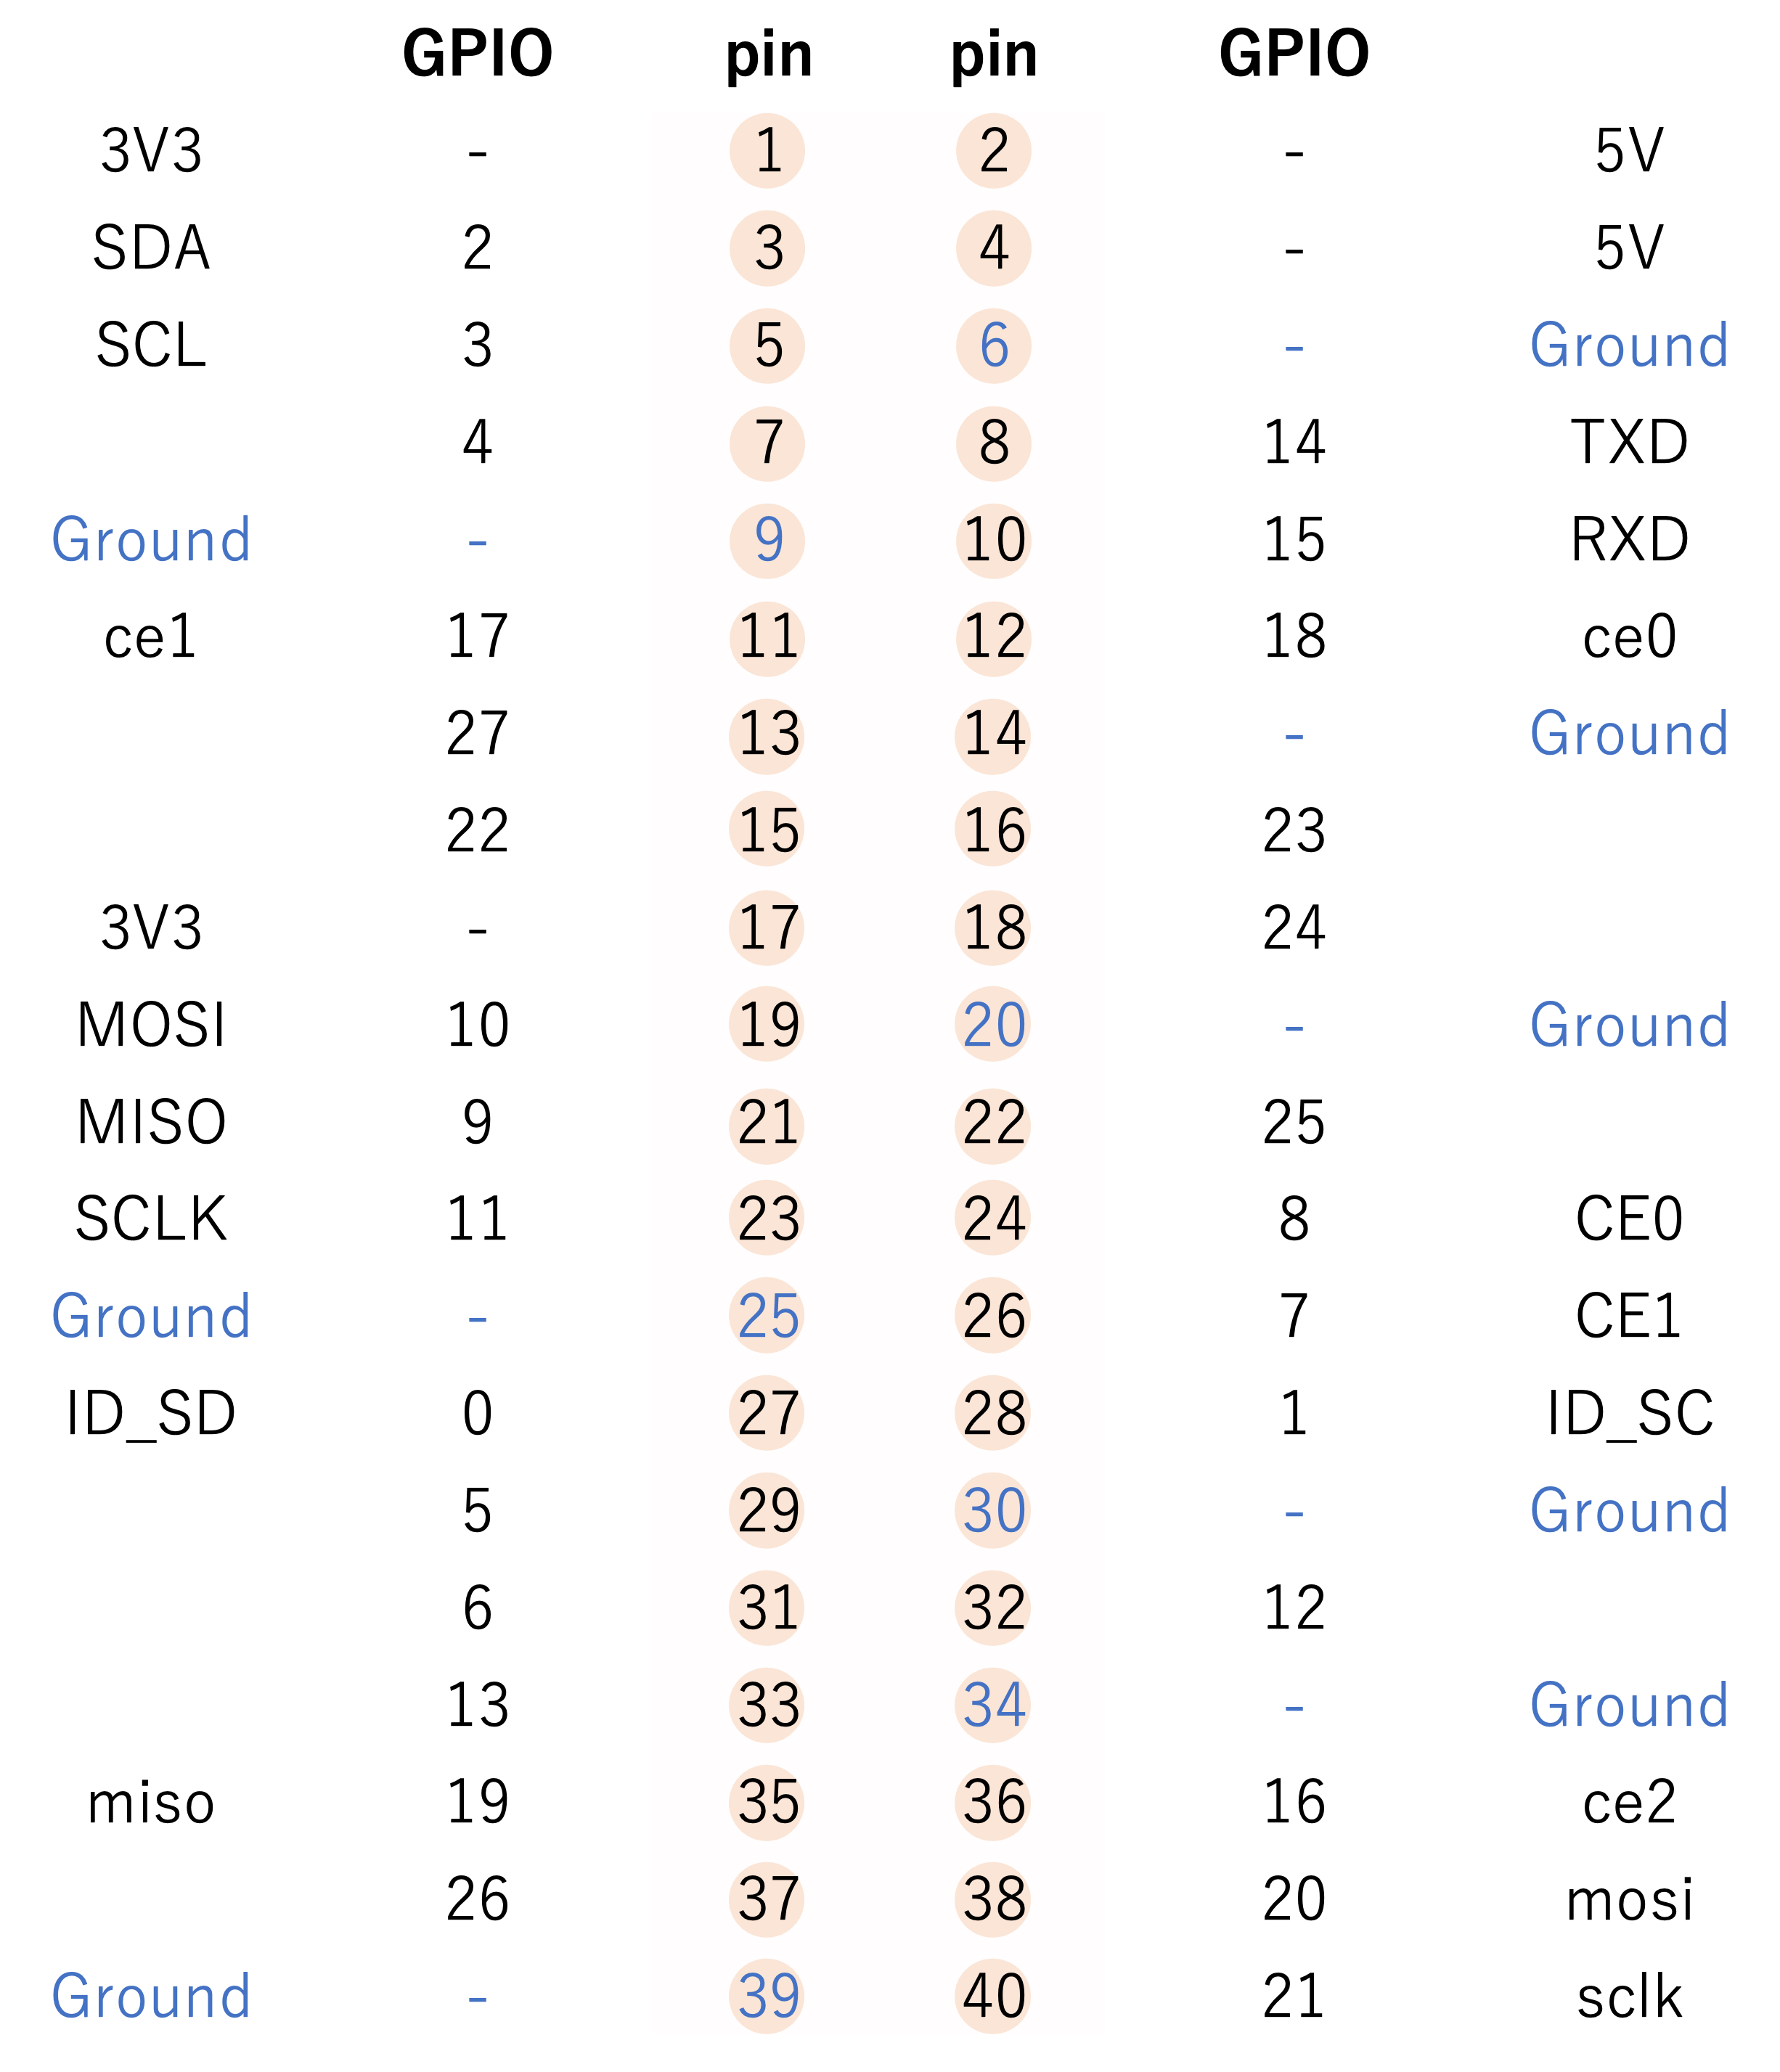 GPIO pin pin GPIO
3V3 - 1 2 - 5V
SDA 2 3 4 - 5V
SCL 3 5 6 - Ground
4 7 8 14 TXD
Ground - 9 10 15 RXD
ce1 17 11 12 18 ce0
27 13 14 - Ground
22 15 16 23
3V3 - 17 18 24
MOSI 10 19 20 - Ground
MISO 9 21 22 25
SCLK 11 23 24 8 CE0
Ground - 25 26 7 CE1
ID_SD 0 27 28 1 ID_SC
5 29 30 - Ground
6 31 32 12
13 33 34 - Ground
miso 19 35 36 16 ce2
26 37 38 20 mosi
Ground - 39 40 21 sclk